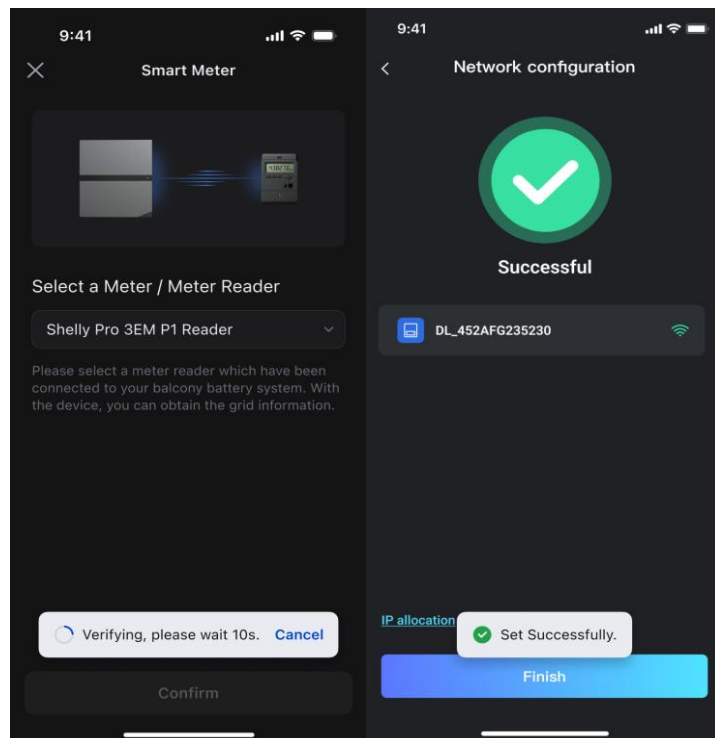 9:41
Smart Meter
Select a Meter / Meter Reader
Shelly Pro 3EM P1 Reader
Please select a meter reader which have been
connected to your balcony battery system. With
the device, you can obtain the grid information.
Verifying, please wait 10s. Cancel
Confirm
9:41
Network configuration
Successful
DL_452AFG235230
IP allocation
Set Successfully.
Finish